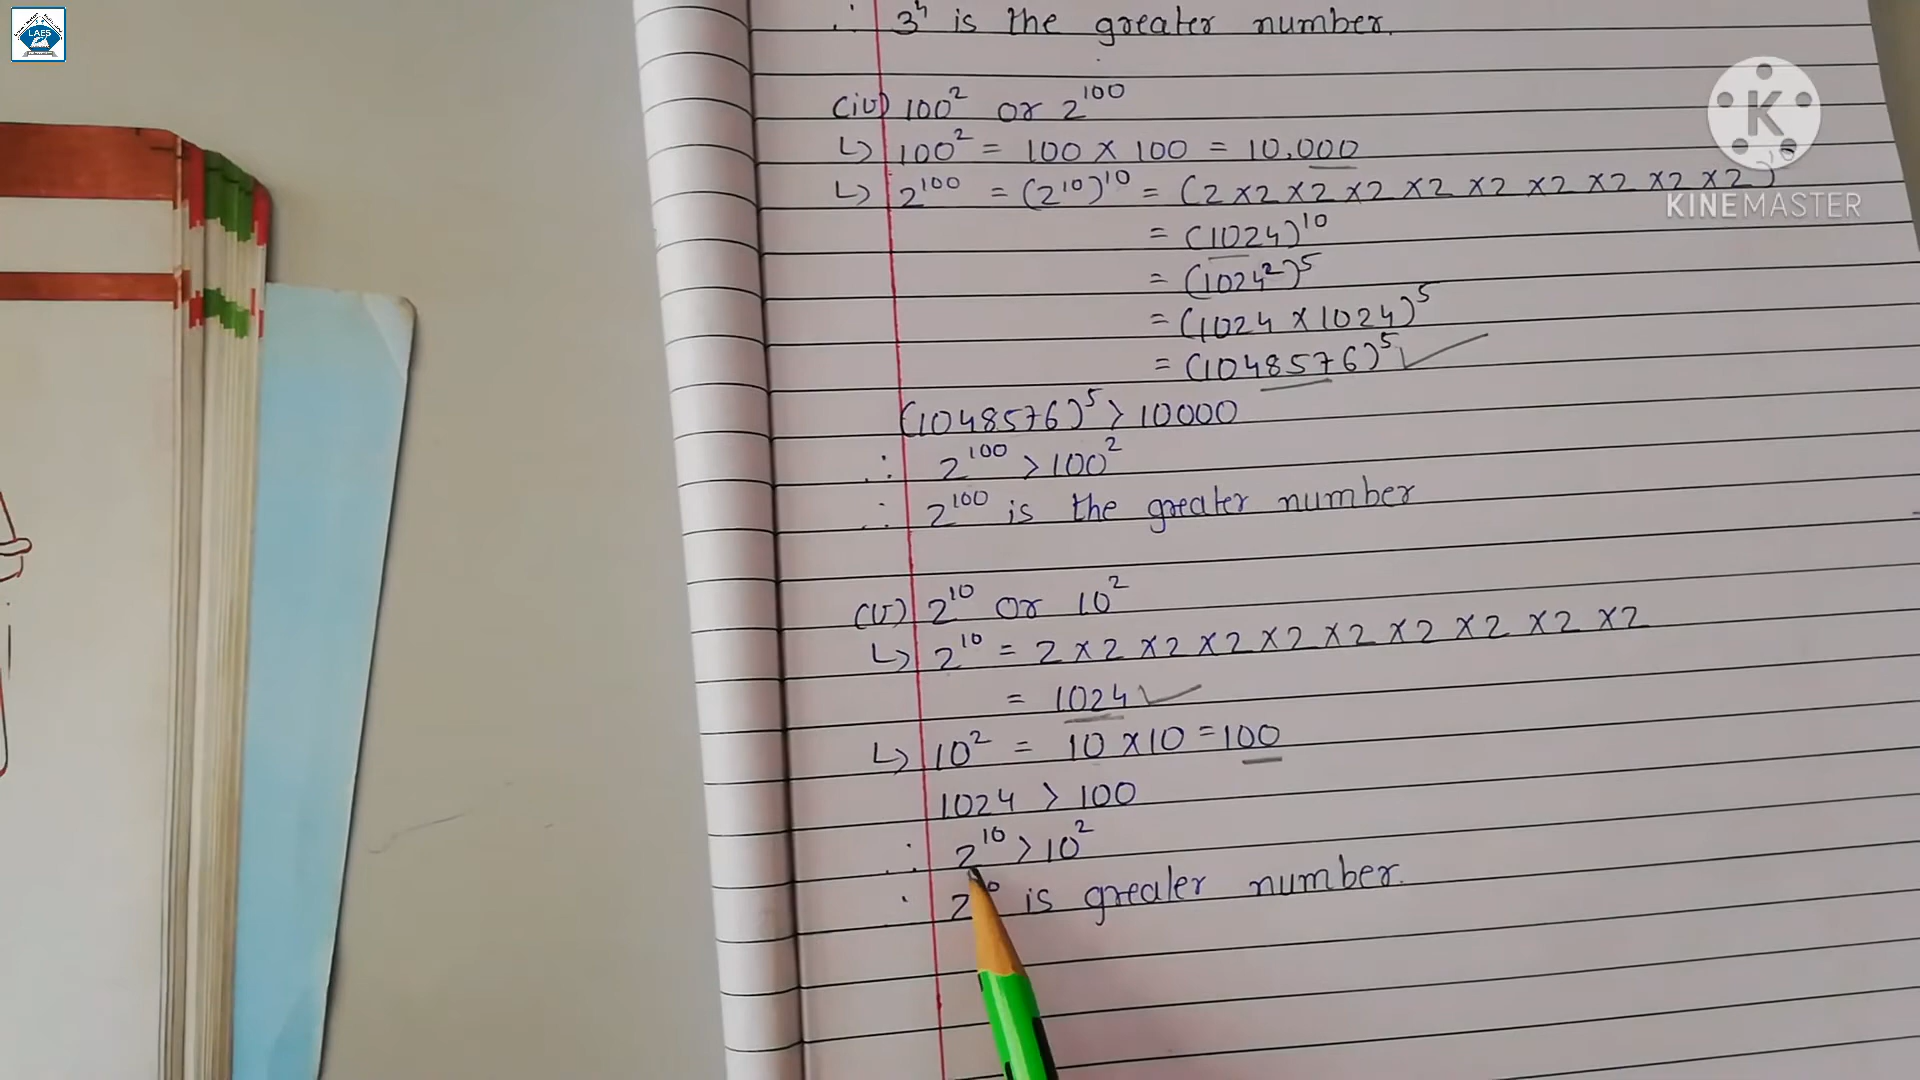 LAES
∴ 3⁴ is the greater number.
(iv) 100² or 2¹⁰⁰
↳ 100² = 100 × 100 = 10,000
↳ 2¹⁰⁰ = (2¹⁰)¹⁰ = (2 × 2 × 2 × 2 × 2 × 2 × 2 × 2 × 2 × 2)¹⁰
= (1024)¹⁰
= (1024²)⁵
= (1024 × 1024)⁵
= (1048576)⁵ ✓
(1048576)⁵ > 10000
∴ 2¹⁰⁰ > 100²
∴ 2¹⁰⁰ is the greater number
(v) 2¹⁰ or 10²
↳ 2¹⁰ = 2 × 2 × 2 × 2 × 2 × 2 × 2 × 2 × 2 × 2
= 1024 ✓
↳ 10² = 10 × 10 = 100
1024 > 100
∴ 2¹⁰ > 10²
∴ 2¹⁰ is greater number.
K
KINEMASTER